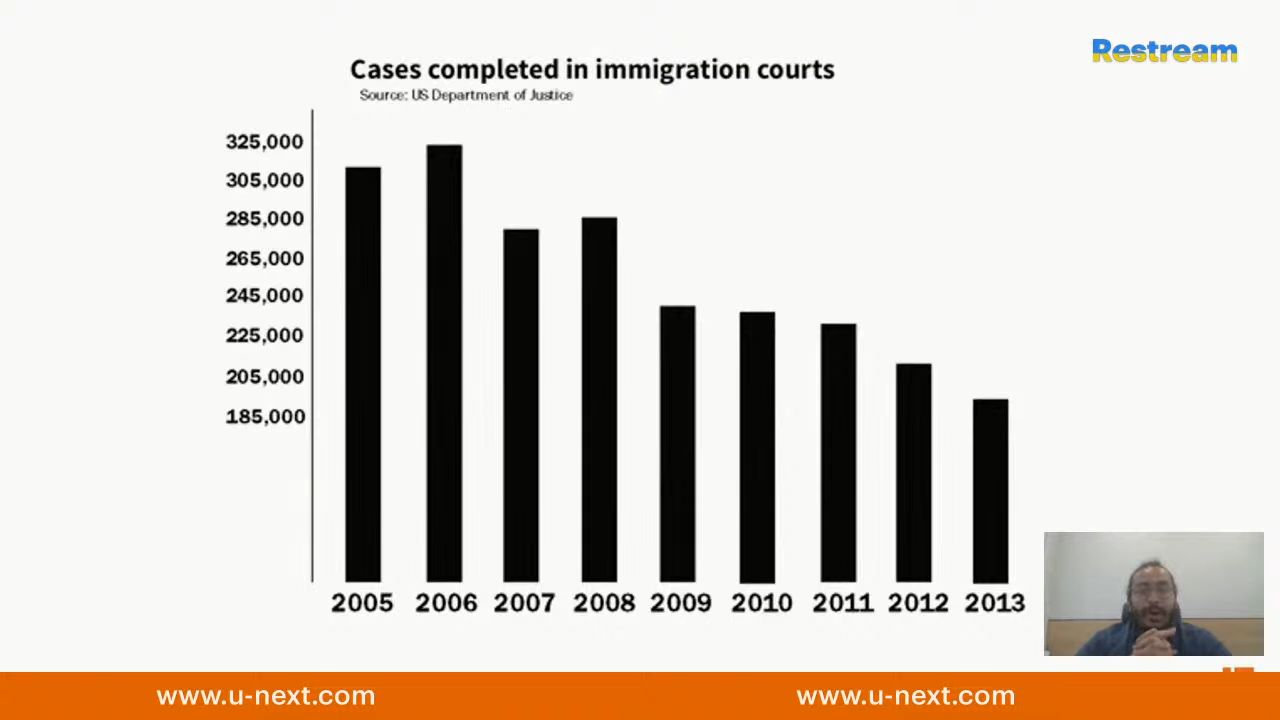 Restream
Cases completed in immigration courts
Source: US Department of Justice
325,000
305,000
285,000
265,000
245,000
225,000
205,000
185,000
2005 2006 2007 2008 2009 2010 2011 2012 2013
www.u-next.com www.u-next.com